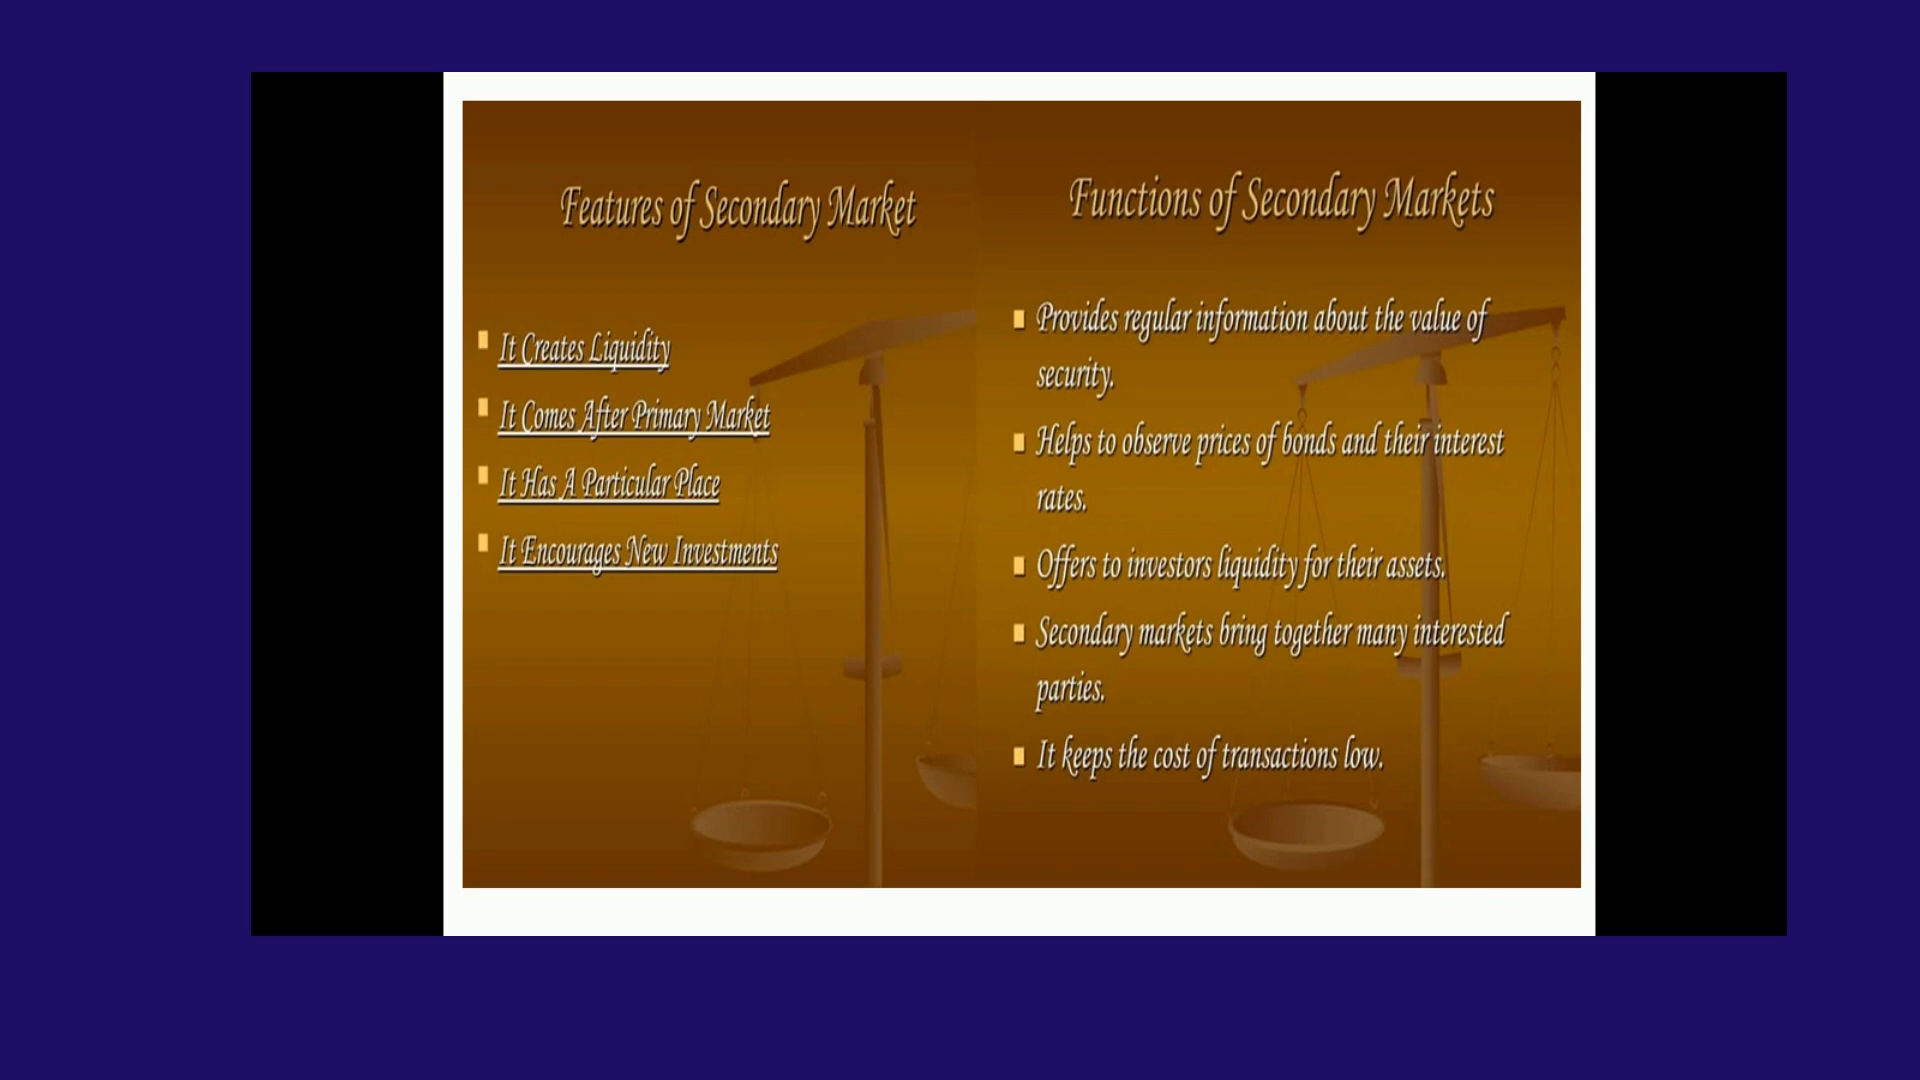 Features of Secondary Market
It Creates Liquidity
It Comes After Primary Market
It Has A Particular Place
It Encourages New Investments
Functions of Secondary Markets
Provides regular information about the value of
security.
Helps to observe prices of bonds and their interest
rates.
Offers to investors liquidity for their assets.
Secondary markets bring together many interested
parties.
It keeps the cost of transactions low.